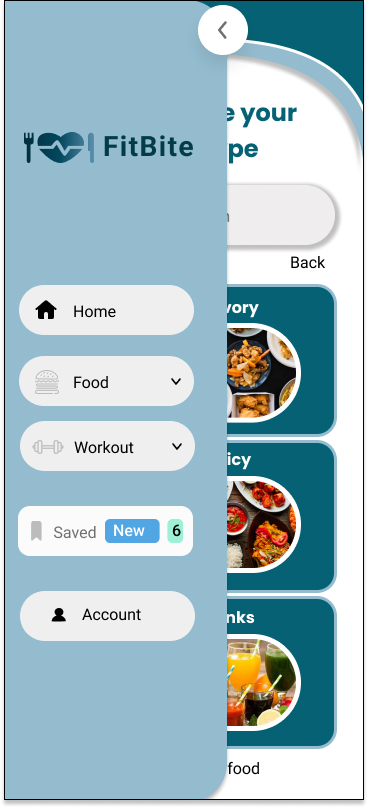 e your
FitBite
pe
Back
Home
vory
Food
Workout
icy
Saved New 6
Account
nks
food